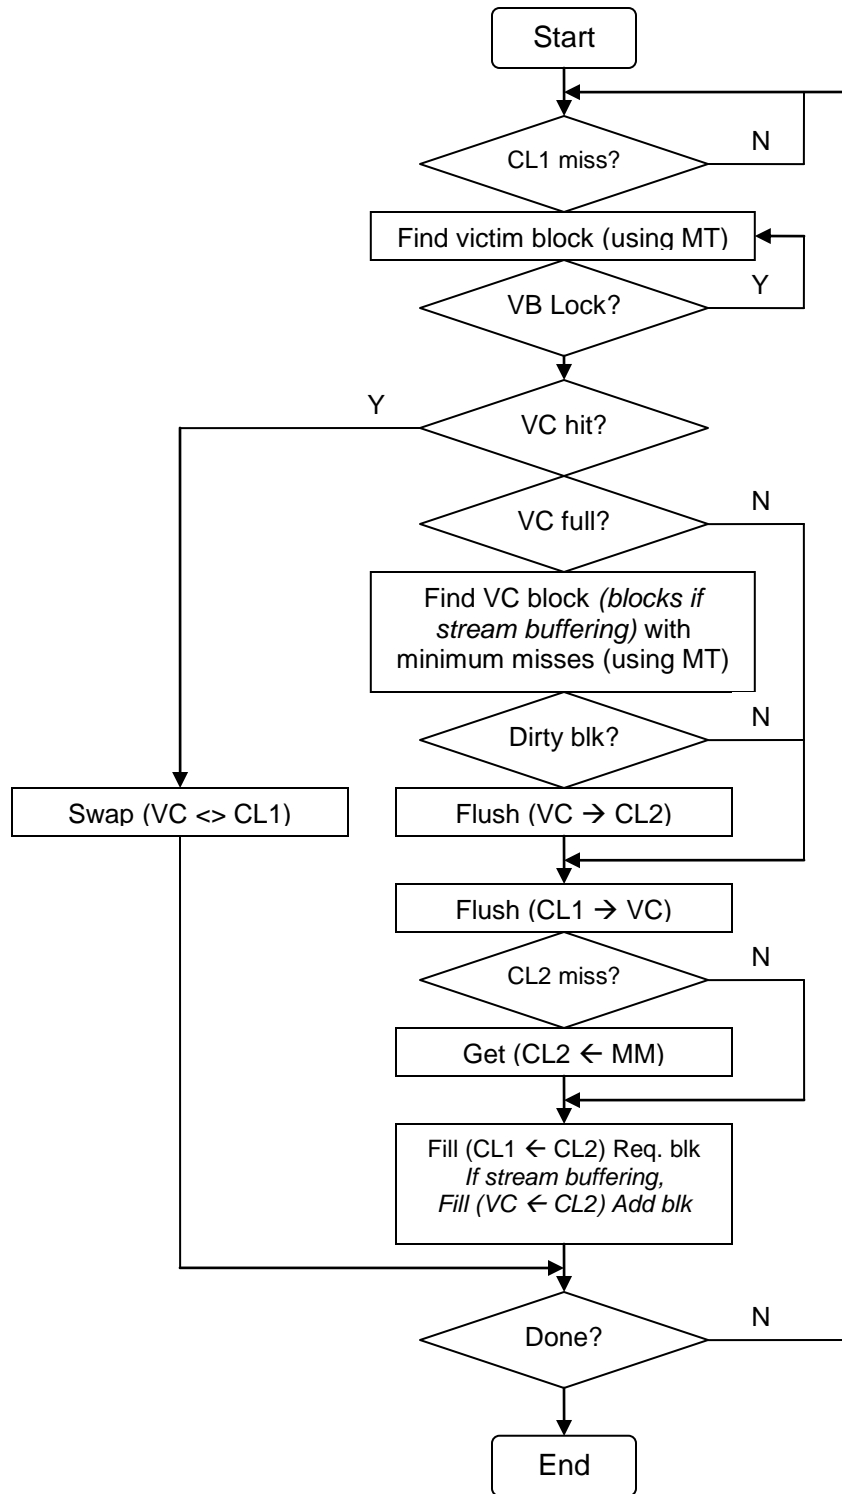 Start
CL1 miss?
N
Find victim block (using MT)
VB Lock?
Y
Y
VC hit?
VC full?
N
Find VC block (blocks if
stream buffering) with
minimum misses (using MT)
Dirty blk?
N
Swap (VC <> CL1)
Flush (VC → CL2)
Flush (CL1 → VC)
CL2 miss?
N
Get (CL2 ← MM)
Fill (CL1 ← CL2) Req. blk
If stream buffering,
Fill (VC ← CL2) Add blk
Done?
N
End